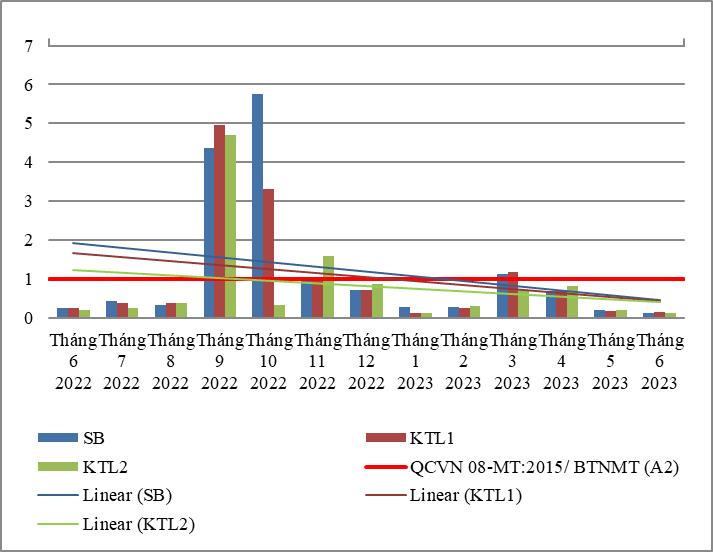 7
6
5
4
3
2
1
0
Tháng 6 2022
Tháng 7 2022
Tháng 8 2022
Tháng 9 2022
Tháng 10 2022
Tháng 11 2022
Tháng 12 2022
Tháng 1 2023
Tháng 2 2023
Tháng 3 2023
Tháng 4 2023
Tháng 5 2023
Tháng 6 2023
SB
KTL1
KTL2
QCVN 08-MT:2015/ BTNMT (A2)
Linear (SB)
Linear (KTL1)
Linear (KTL2)